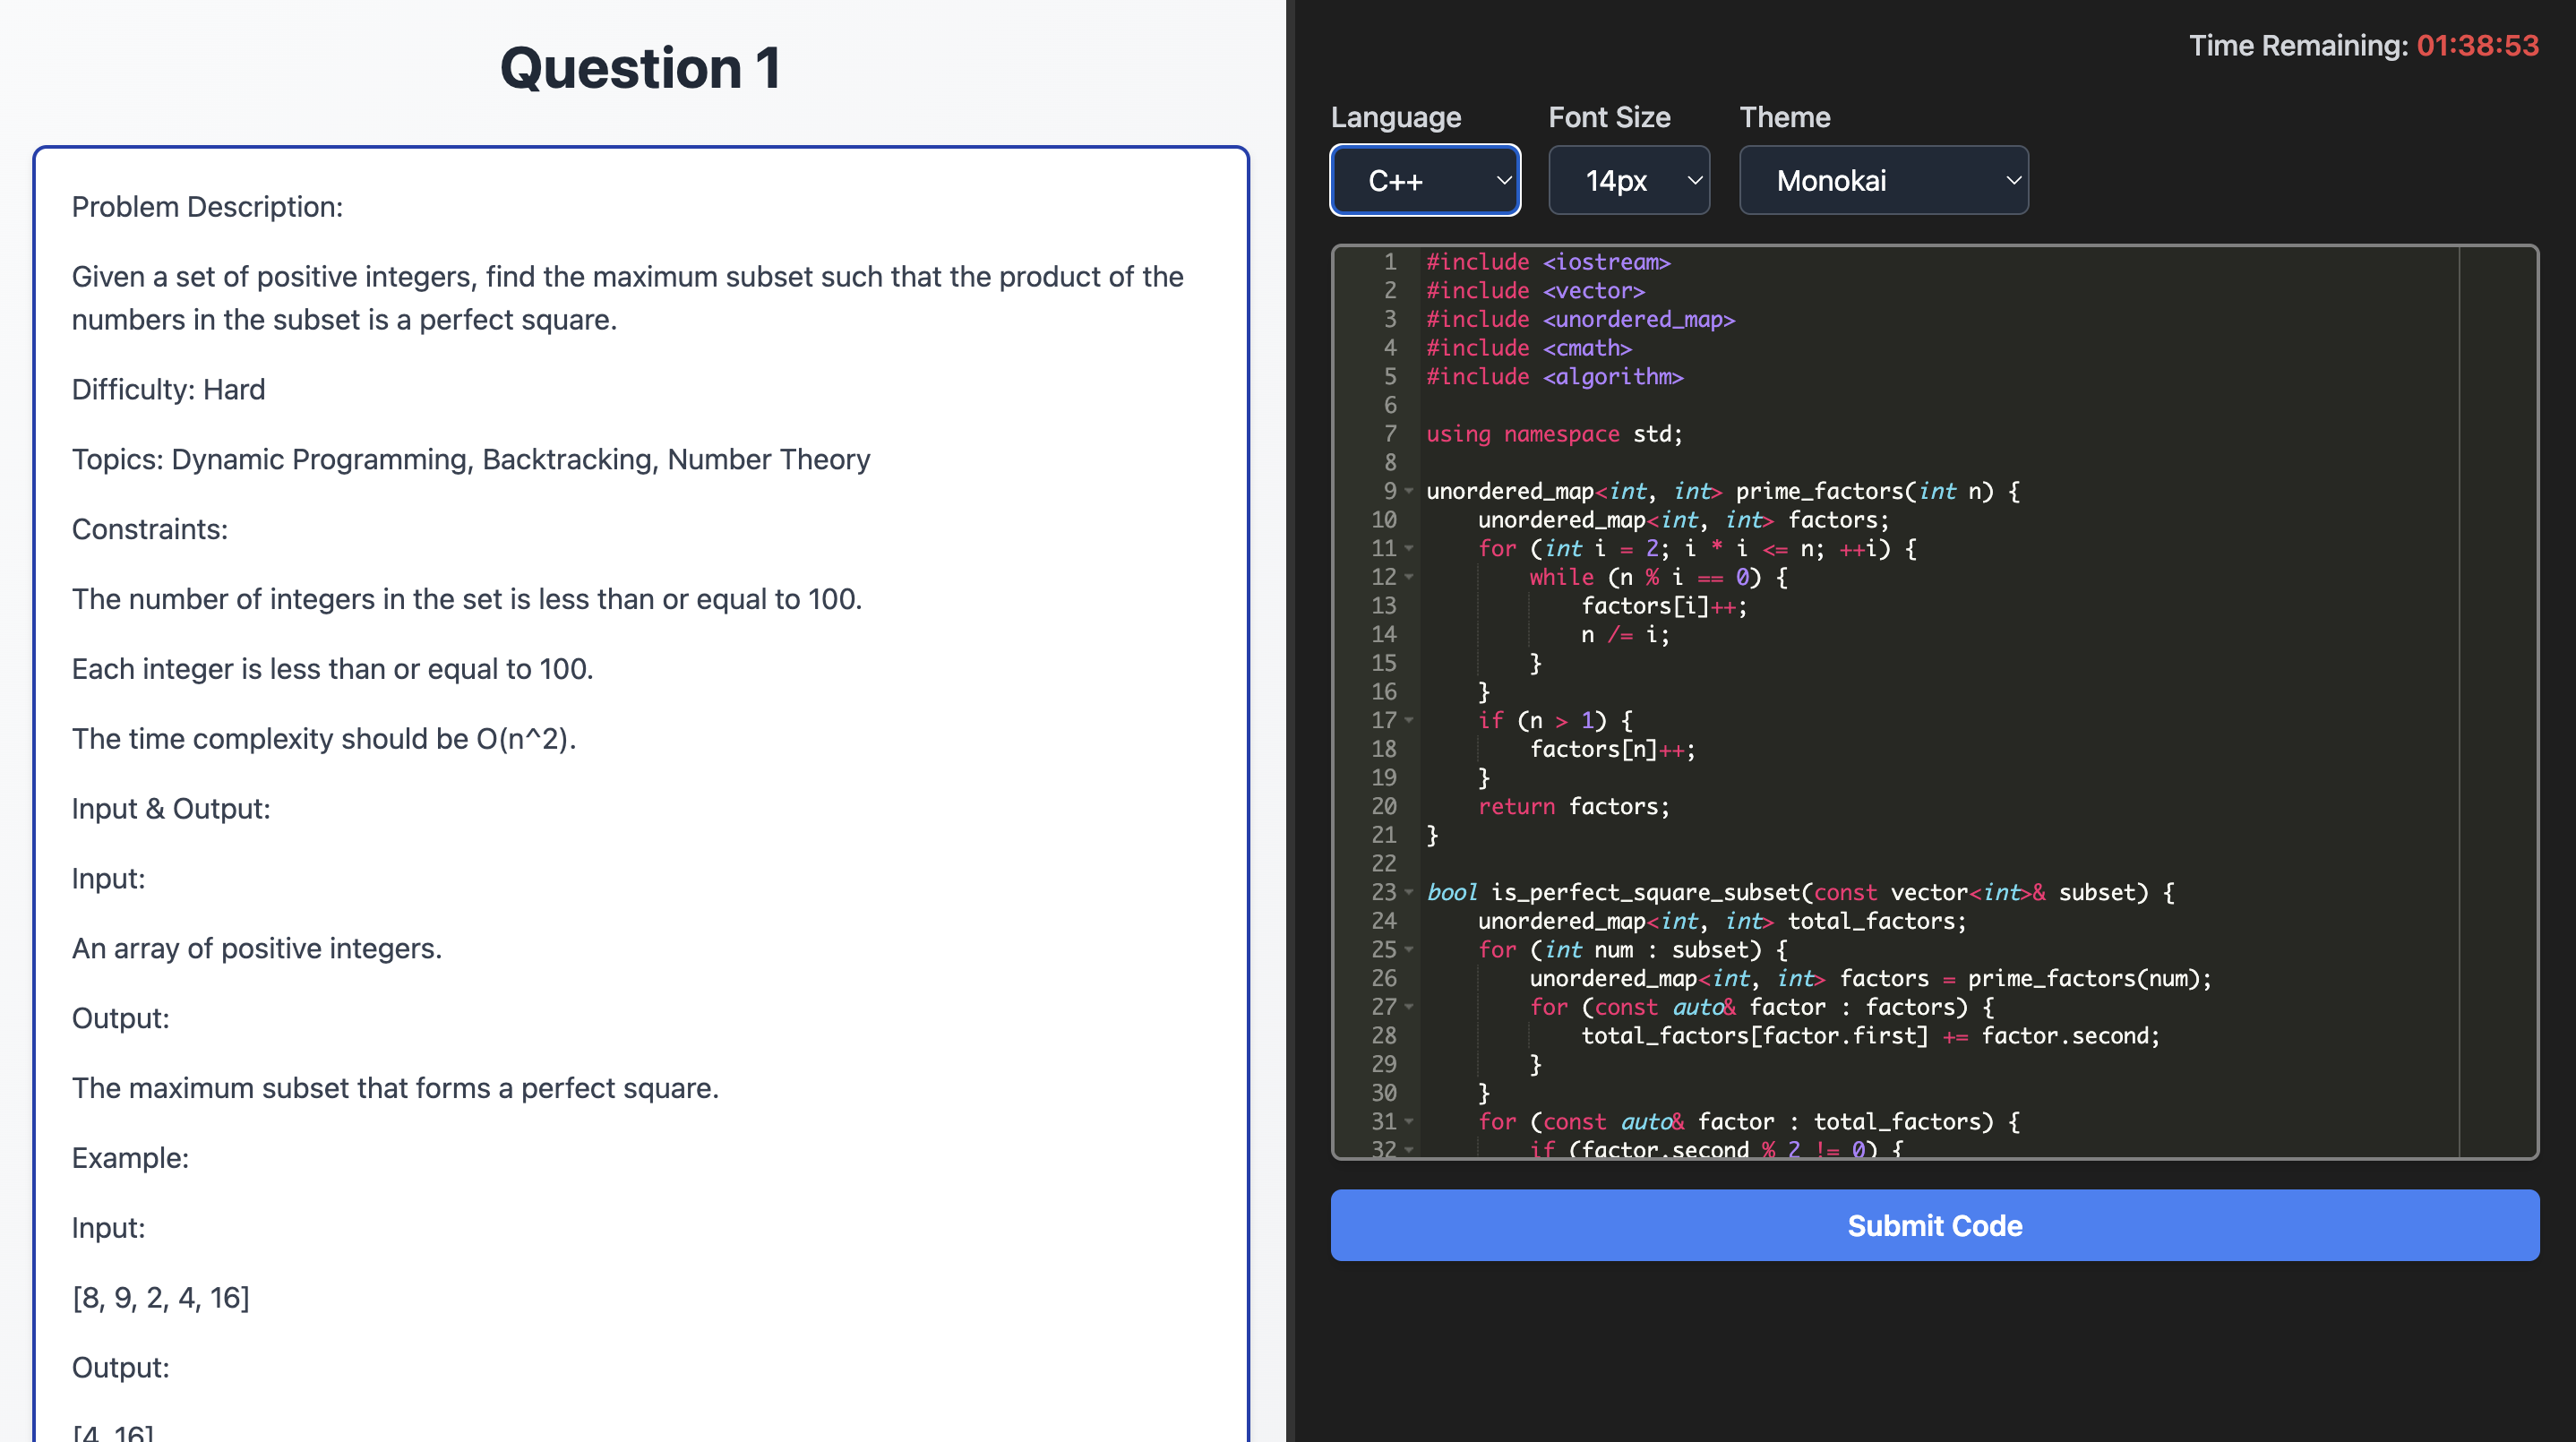 Question 1
Problem Description:
Given a set of positive integers, find the maximum subset such that the product of the
numbers in the subset is a perfect square.
Difficulty: Hard
Topics: Dynamic Programming, Backtracking, Number Theory
Constraints:
The number of integers in the set is less than or equal to 100.
Each integer is less than or equal to 100.
The time complexity should be O(n^2).
Input & Output:
Input:
An array of positive integers.
Output:
The maximum subset that forms a perfect square.
Example:
Input:
[8, 9, 2, 4, 16]
Output:
[4, 16]
Time Remaining: 01:38:53
Language Font Size Theme
C++ 14px Monokai
1 #include <iostream>
2 #include <vector>
3 #include <unordered_map>
4 #include <cmath>
5 #include <algorithm>
6
7 using namespace std;
8
9 unordered_map<int, int> prime_factors(int n) {
10 unordered_map<int, int> factors;
11 for (int i = 2; i * i <= n; ++i) {
12 while (n % i == 0) {
13 factors[i]++;
14 n /= i;
15 }
16 }
17 if (n > 1) {
18 factors[n]++;
19 }
20 return factors;
21 }
22
23 bool is_perfect_square_subset(const vector<int>& subset) {
24 unordered_map<int, int> total_factors;
25 for (int num : subset) {
26 unordered_map<int, int> factors = prime_factors(num);
27 for (const auto& factor : factors) {
28 total_factors[factor.first] += factor.second;
29 }
30 }
31 for (const auto& factor : total_factors) {
32 if (factor.second % 2 != 0) {
Submit Code